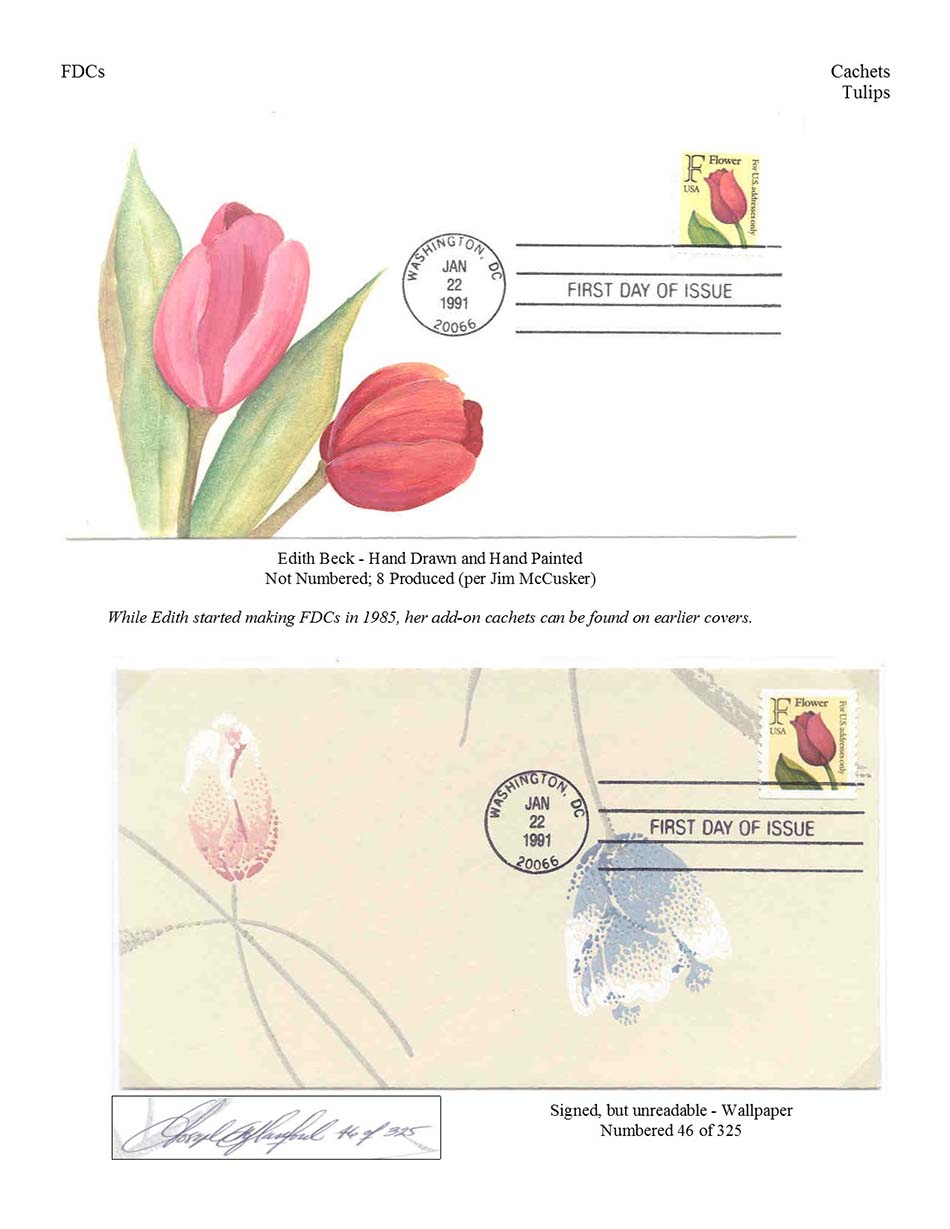 FDCs
Cachets
Tulips
F Flower
USA
For U.S. addresses only
WASHINGTON, DC
JAN
22
1991
20066
FIRST DAY OF ISSUE
Edith Beck - Hand Drawn and Hand Painted
Not Numbered; 8 Produced (per Jim McCusker)
While Edith started making FDCs in 1985, her add-on cachets can be found on earlier covers.
F Flower
USA
For U.S. addresses only
WASHINGTON, DC
JAN
22
1991
20066
FIRST DAY OF ISSUE
Signed, but unreadable - Wallpaper
Numbered 46 of 325
46 of 325